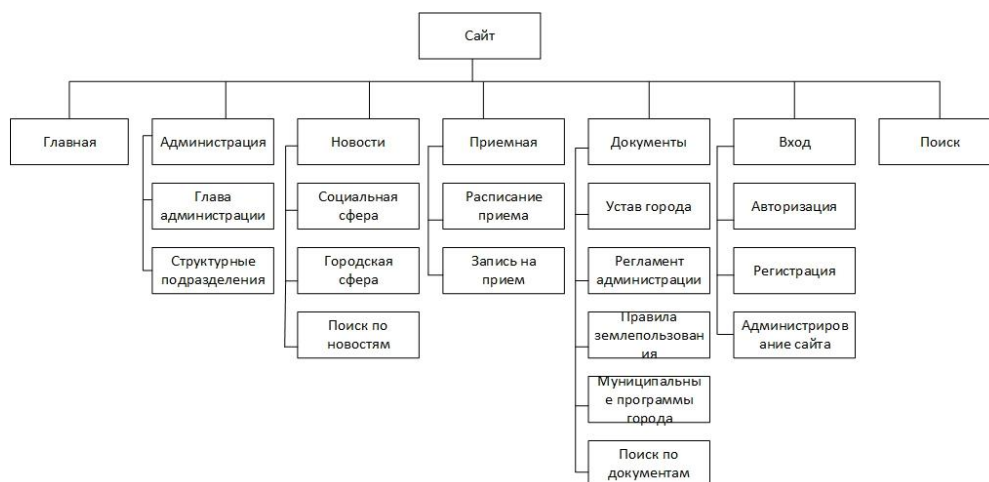 Сайт
Главная
Администрация
Новости
Приемная
Документы
Вход
Поиск
Глава
администрации
Социальная
сфера
Расписание
приема
Устав города
Авторизация
Структурные
подразделения
Городская
сфера
Запись на
прием
Регламент
администрации
Регистрация
Поиск по
новостям
Правила
землепользован
ия
Администриров
ание сайта
Муниципальны
е программы
города
Поиск по
документам